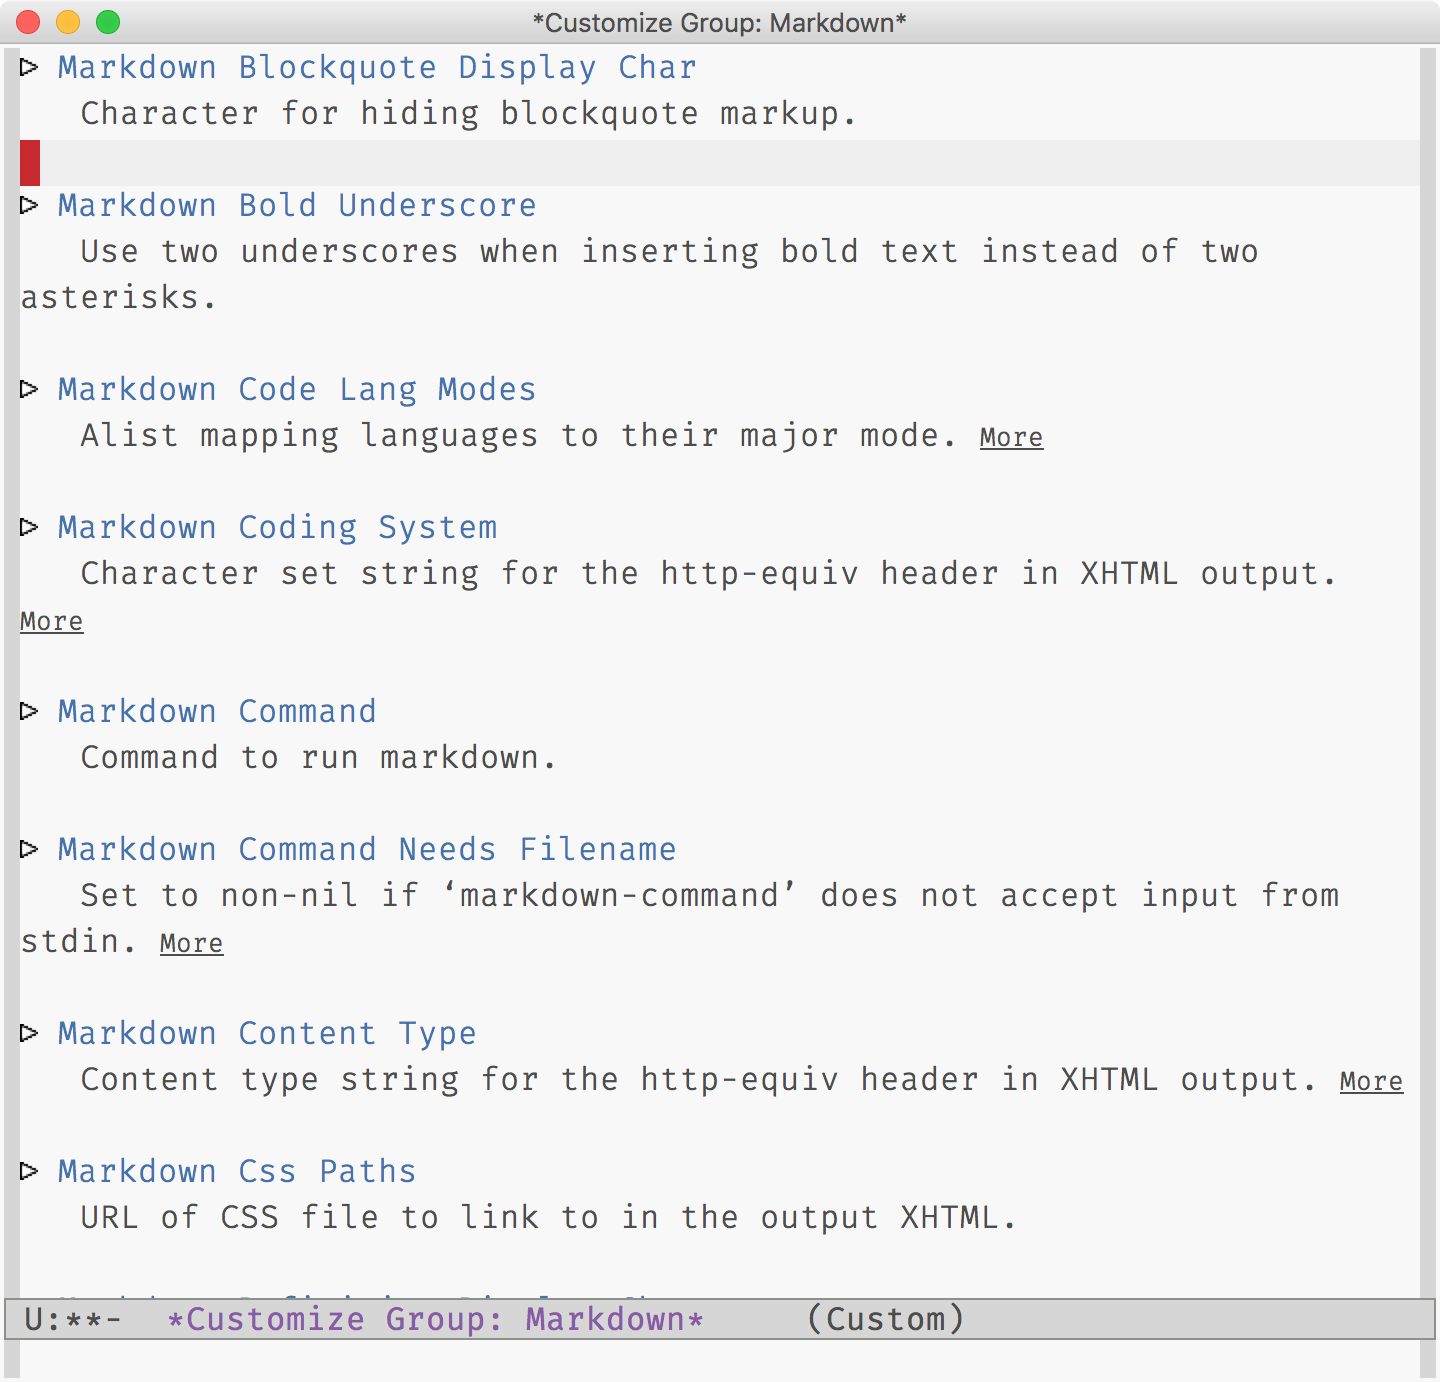 *Customize Group: Markdown*
▷ Markdown Blockquote Display Char
Character for hiding blockquote markup.
▷ Markdown Bold Underscore
Use two underscores when inserting bold text instead of two
asterisks.
▷ Markdown Code Lang Modes
Alist mapping languages to their major mode. More
▷ Markdown Coding System
Character set string for the http-equiv header in XHTML output.
More
▷ Markdown Command
Command to run markdown.
▷ Markdown Command Needs Filename
Set to non-nil if ‘markdown-command’ does not accept input from
stdin. More
▷ Markdown Content Type
Content type string for the http-equiv header in XHTML output. More
▷ Markdown Css Paths
URL of CSS file to link to in the output XHTML.
U:**-  *Customize Group: Markdown*     (Custom)